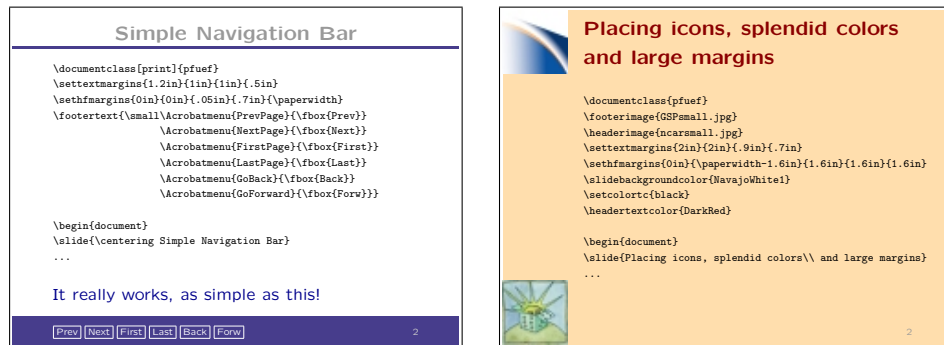 Simple Navigation Bar
\documentclass[print]{pfuef}
\settextmargins{1.2in}{1in}{1in}{.5in}
\sethfmargins{0in}{0in}{.05in}{.7in}{\paperwidth}
\footertext{\small\Acrobatmenu{PrevPage}{\fbox{Prev}}
\Acrobatmenu{NextPage}{\fbox{Next}}
\Acrobatmenu{FirstPage}{\fbox{First}}
\Acrobatmenu{LastPage}{\fbox{Last}}
\Acrobatmenu{GoBack}{\fbox{Back}}
\Acrobatmenu{GoForward}{\fbox{Forw}}}
\begin{document}
\slide{\centering Simple Navigation Bar}
...
It really works, as simple as this!
Prev Next First Last Back Forw 2
Placing icons, splendid colors
and large margins
\documentclass{pfuef}
\footerimage{GSPsmall.jpg}
\headerimage{ncarsmall.jpg}
\settextmargins{2in}{2in}{.9in}{.7in}
\sethfmargins{0in}{\paperwidth-1.6in}{1.6in}{1.6in}{1.6in}
\slidebackgroundcolor{NavajoWhite1}
\setcolortc{black}
\headertextcolor{DarkRed}
\begin{document}
\slide{Placing icons, splendid colors\\ and large margins}
...
2